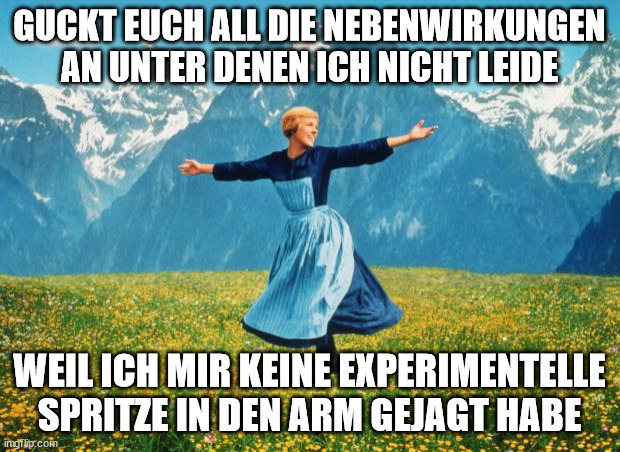 GUCKT EUCH ALL DIE NEBENWIRKUNGEN
AN UNTER DENEN ICH NICHT LEIDE
WEIL ICH MIR KEINE EXPERIMENTELLE
SPRITZE IN DEN ARM GEJAGT HABE
imgflip.com